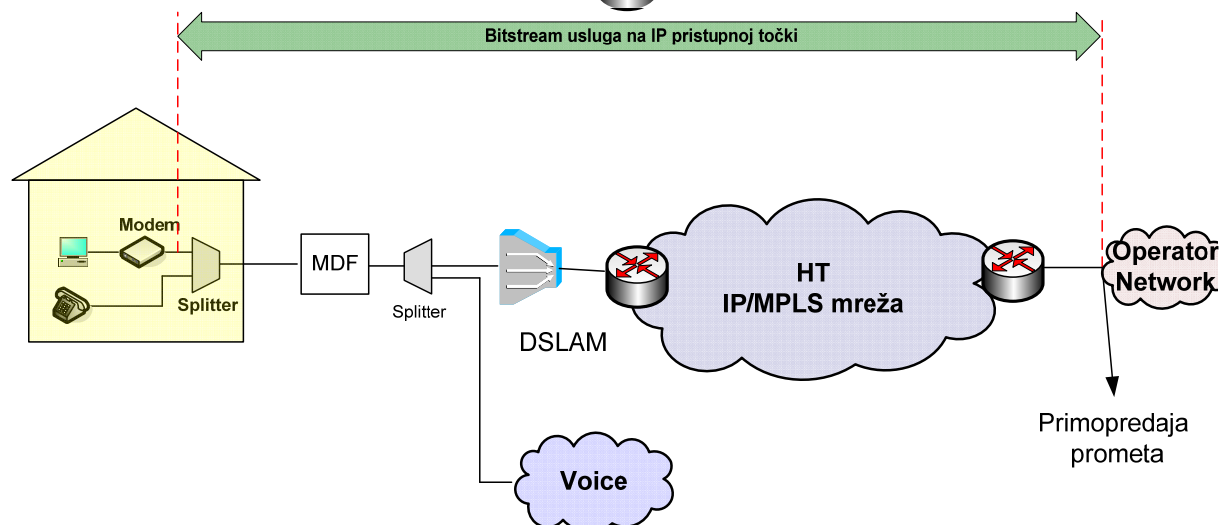 Bitstream usluga na IP pristupnoj točki
Modem
Splitter
MDF
Splitter
DSLAM
HT
IP/MPLS mreža
Operator
Network
Primopredaja
prometa
Voice